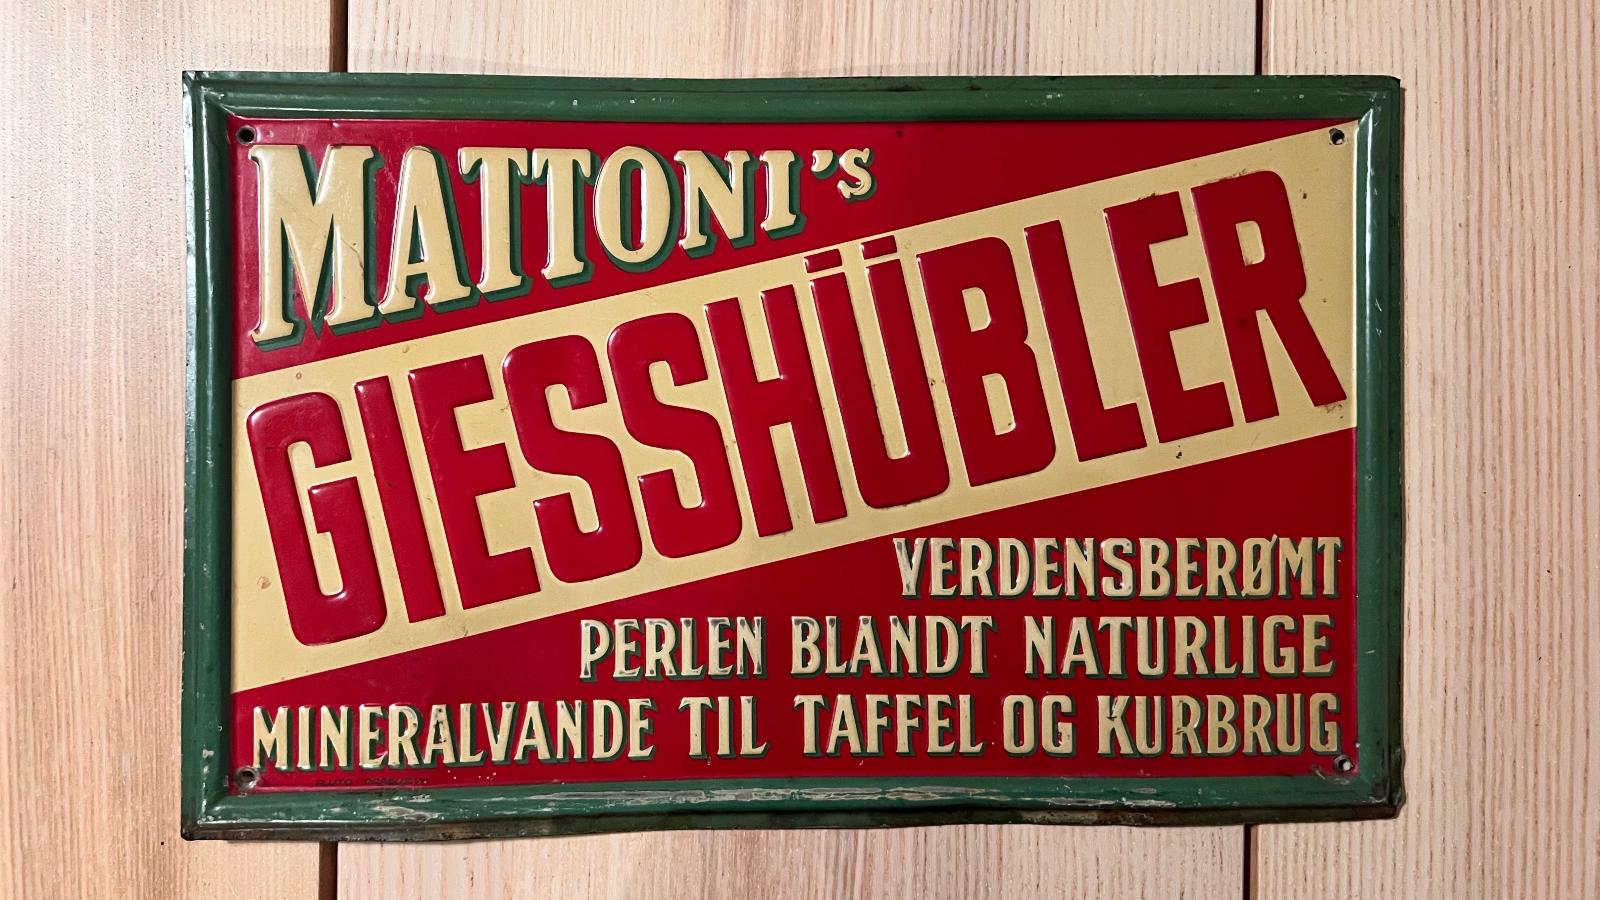 MATTONI's
GIESSHÜBLER
VERDENSBERØMT
PERLEN BLANDT NATURLIGE
MINERALVANDE TIL TAFFEL OG KURBRUG